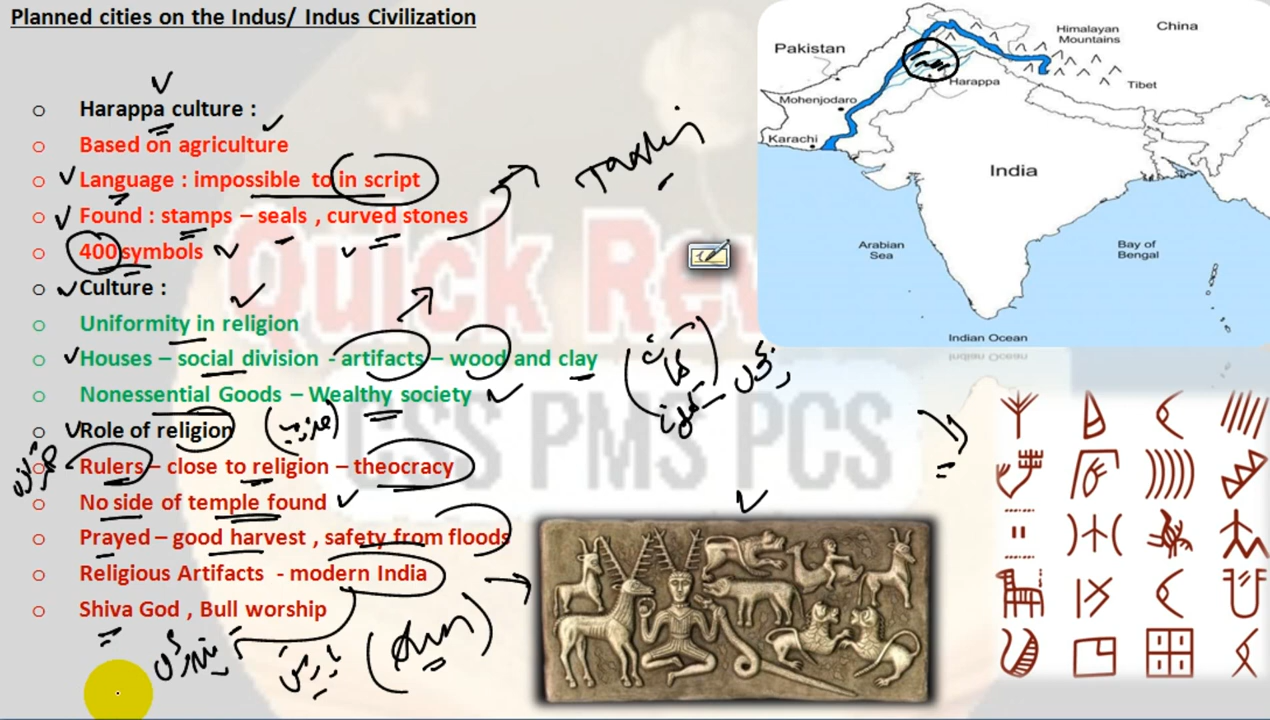 Planned cities on the Indus/ Indus Civilization
Harappa culture :
Based on agriculture
Language : impossible to in script
Found : stamps – seals , curved stones
400 symbols
Culture :
Uniformity in religion
Houses – social division - artifacts – wood and clay
Nonessential Goods – Wealthy society
Role of religion
Rulers – close to religion – theocracy
No side of temple found
Prayed – good harvest , safety from floods
Religious Artifacts - modern India
Shiva God , Bull worship
Pakistan
Himalayan
Mountains
China
Harappa
Tibet
Mohenjodaro
Karachi
India
Arabian
Sea
Bay of
Bengal
Indian Ocean
Quick Rev
CSS PMS PCS